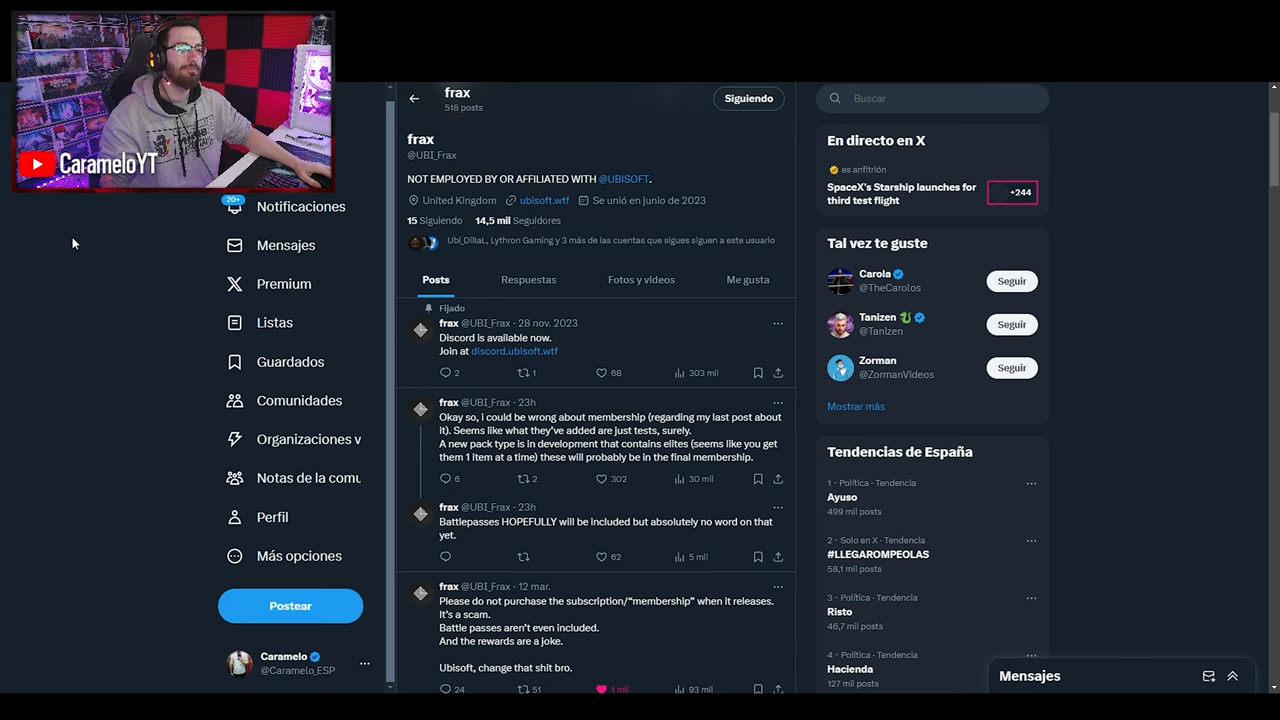 CarameloYT
20+
Notificaciones
Mensajes
Premium
Listas
Guardados
Comunidades
Organizaciones v
Notas de la comu
Perfil
Más opciones
Postear
Caramelo
@Caramelo_ESP
frax
518 posts
Siguiendo
frax
@UBI_Frax
NOT EMPLOYED BY OR AFFILIATED WITH @UBISOFT.
United Kingdom ubisoft.wtf Se unió en junio de 2023
15 Siguiendo 14,5 mil Seguidores
Ubi_DiliaL, Lythron Gaming y 3 más de las cuentas que sigues siguen a este usuario
Posts Respuestas Fotos y videos Me gusta
Fijado
frax @UBI_Frax · 28 nov. 2023
Discord is available now.
Join at discord.ubisoft.wtf
2 1 68 303 mil
frax @UBI_Frax · 23h
Okay so, i could be wrong about membership (regarding my last post about
it). Seems like what they've added are just tests, surely.
A new pack type is in development that contains elites (seems like you get
them 1 item at a time) these will probably be in the final membership.
6 2 302 30 mil
frax @UBI_Frax · 23h
Battlepasses HOPEFULLY will be included but absolutely no word on that
yet.
62 5 mil
frax @UBI_Frax · 12 mar.
Please do not purchase the subscription/“membership” when it releases.
It's a scam.
Battle passes aren't even included.
And the rewards are a joke.
Ubisoft, change that shit bro.
24 51 1 mil 93 mil
Buscar
En directo en X
es anfitrión
SpaceX's Starship launches for
third test flight
+244
Tal vez te guste
Carola
@TheCarolos
Seguir
Tanizen
@Tanizen
Seguir
Zorman
@ZormanVideos
Seguir
Mostrar más
Tendencias de España
1 · Política · Tendencia
Ayuso
499 mil posts
2 · Solo en X · Tendencia
#LLEGAROMPEOLAS
58,1 mil posts
3 · Política · Tendencia
Risto
46,7 mil posts
4 · Política · Tendencia
Hacienda
127 mil posts
Mensajes